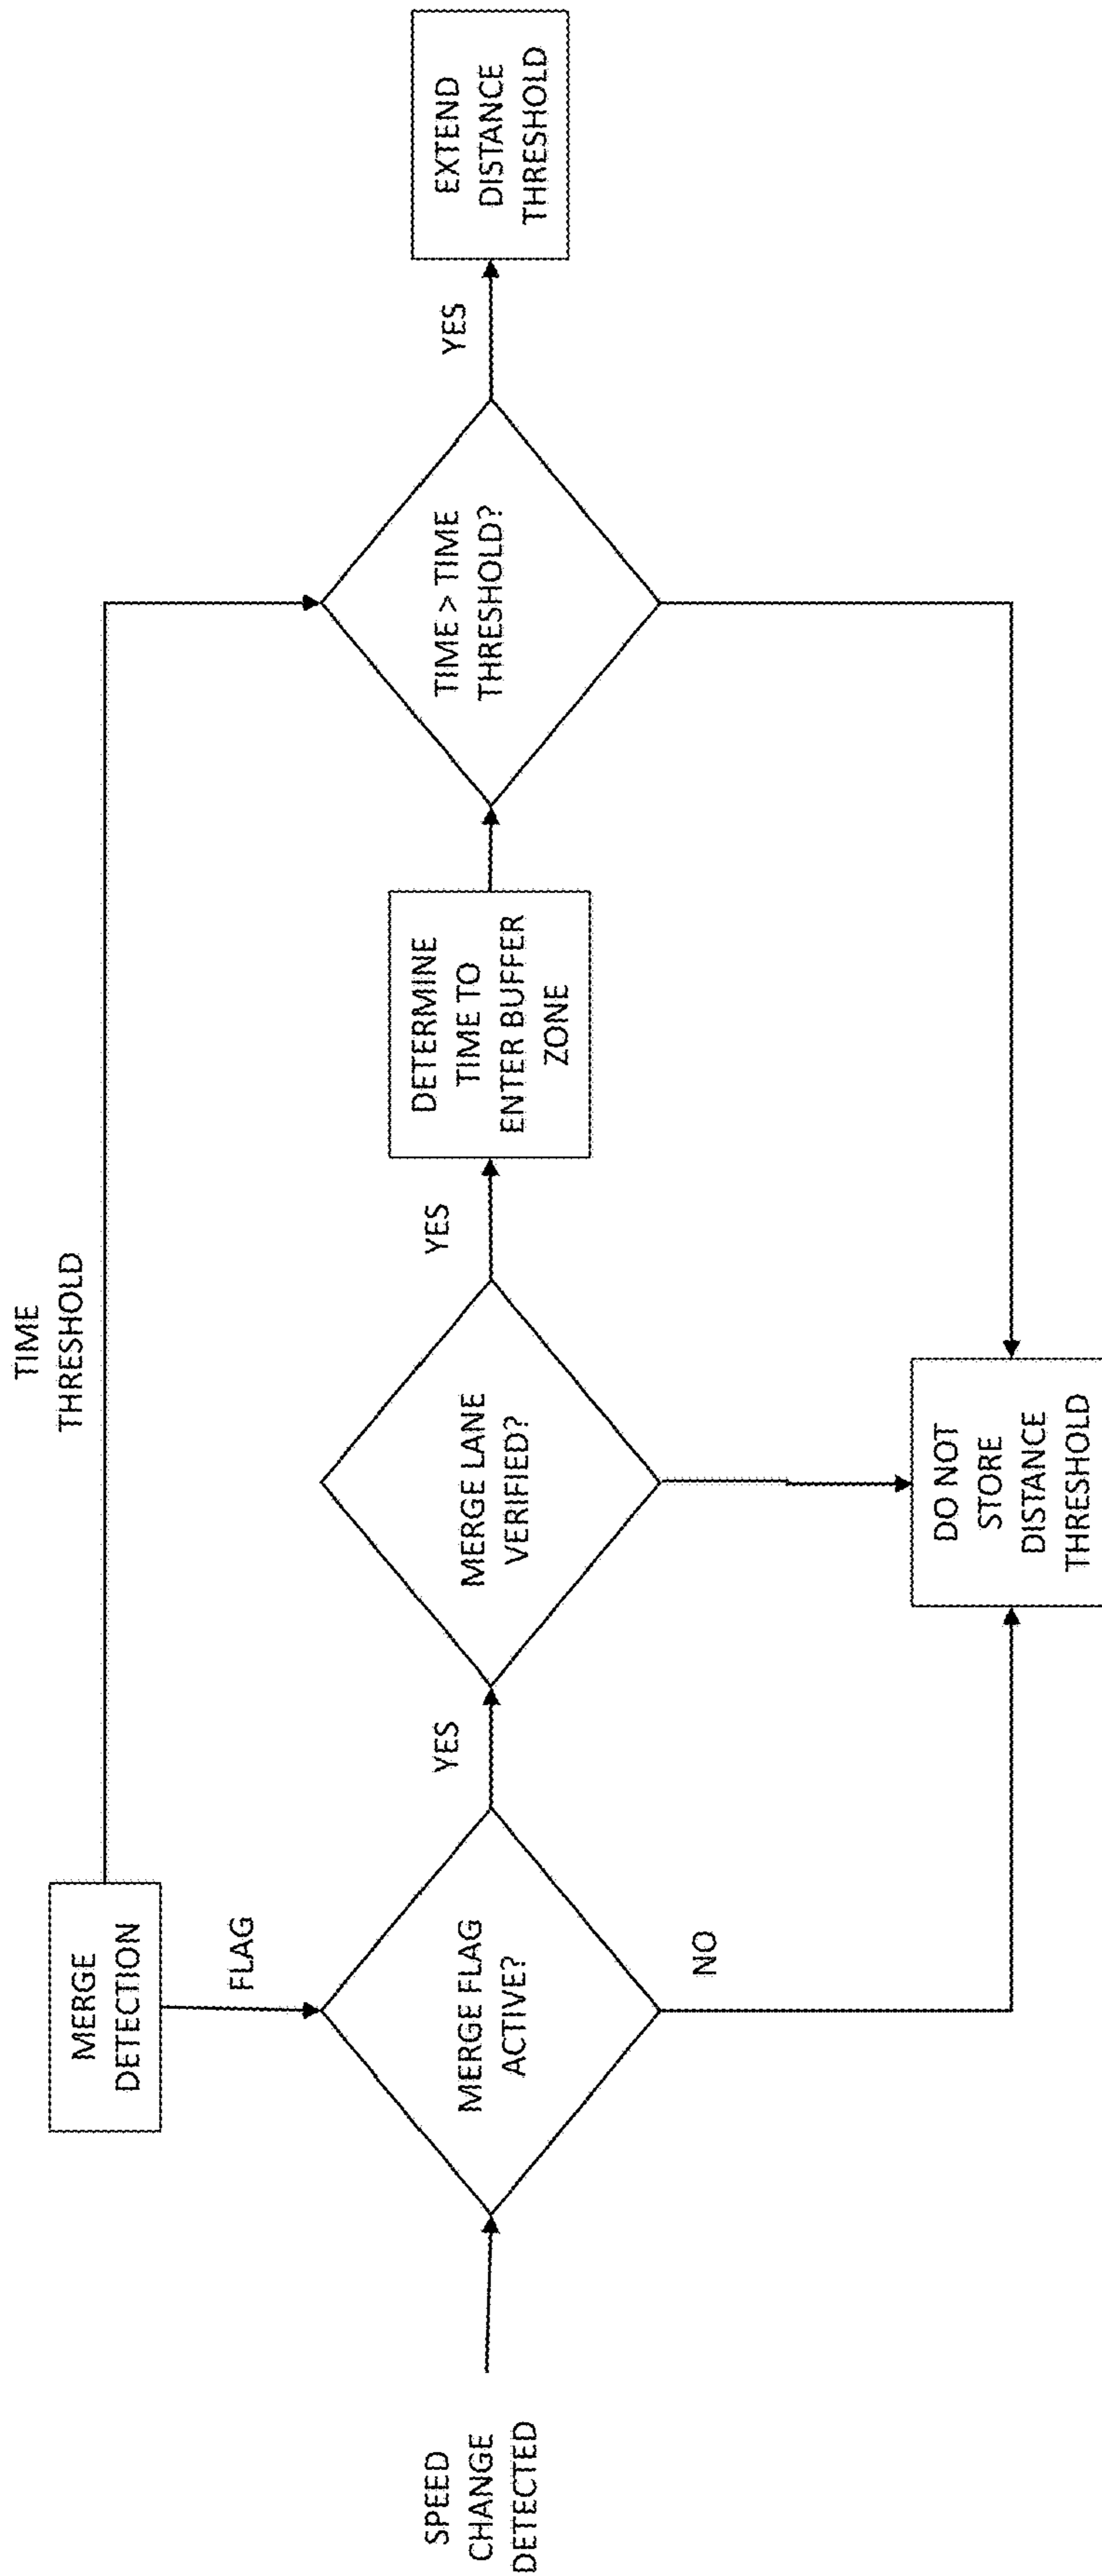 TIME
THRESHOLD
MERGE
DETECTION
FLAG
SPEED
CHANGE
DETECTED
MERGE FLAG
ACTIVE?
YES
NO
MERGE LANE
VERIFIED?
YES
DETERMINE
TIME TO
ENTER BUFFER
ZONE
TIME > TIME
THRESHOLD?
YES
EXTEND
DISTANCE
THRESHOLD
DO NOT
STORE
DISTANCE
THRESHOLD